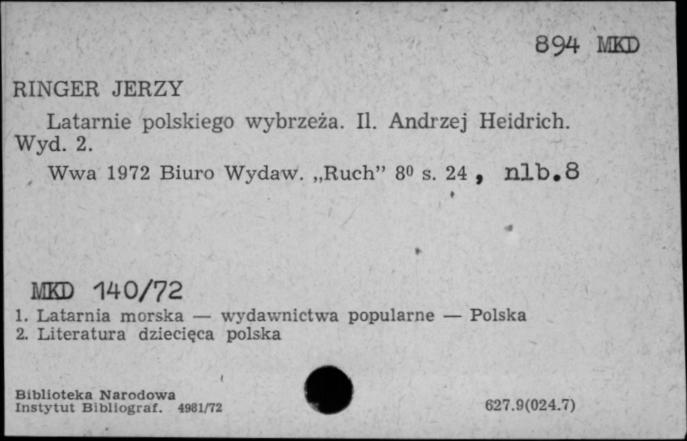 894 MKD
RINGER JERZY
Latarnie polskiego wybrzeża. Il. Andrzej Heidrich.
Wyd. 2.
Wwa 1972 Biuro Wydaw. „Ruch” 8⁰ s. 24 , nlb.8
MKD 140/72
1. Latarnia morska — wydawnictwa popularne — Polska
2. Literatura dziecięca polska
Biblioteka Narodowa
Instytut Bibliograf. 4981/72
627.9(024.7)